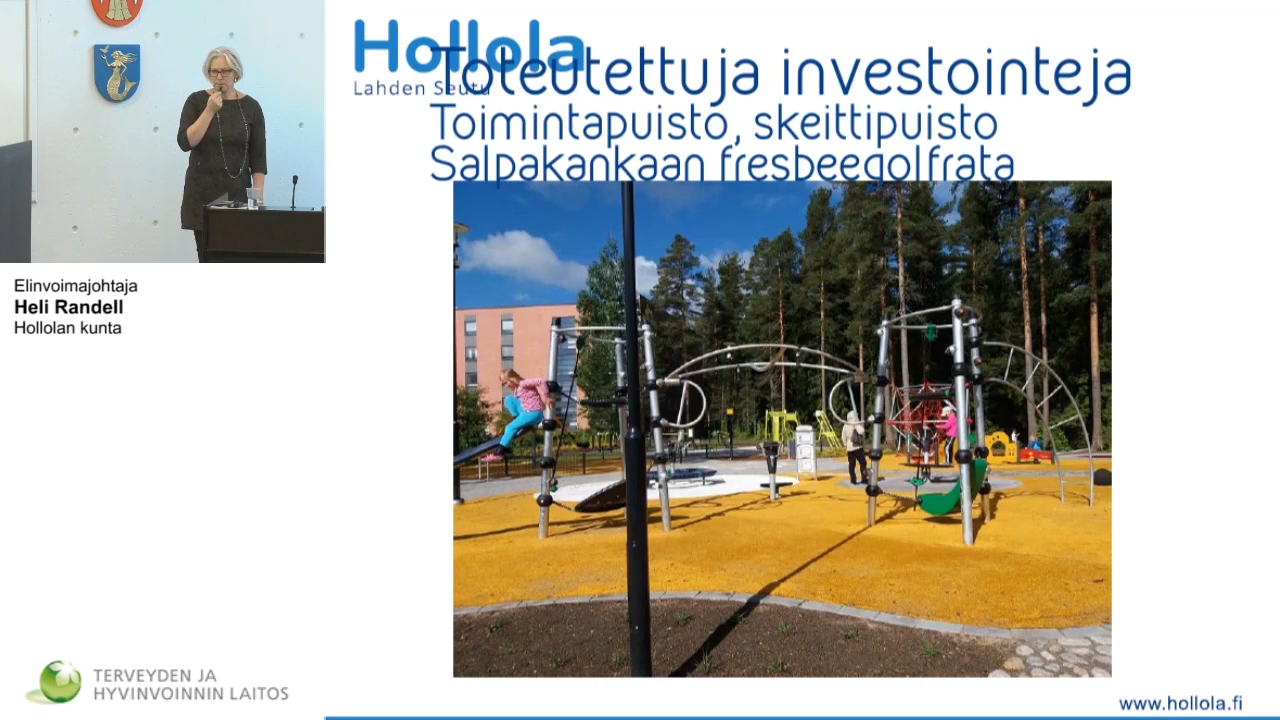 Hollola
Lahden Seutu
Toteutettuja investointeja
Toimintapuisto, skeittipuisto
Salpakankaan fresbeegolfrata
Elinvoimajohtaja
Heli Randell
Hollolan kunta
TERVEYDEN JA
HYVINVOINNIN LAITOS
www.hollola.fi